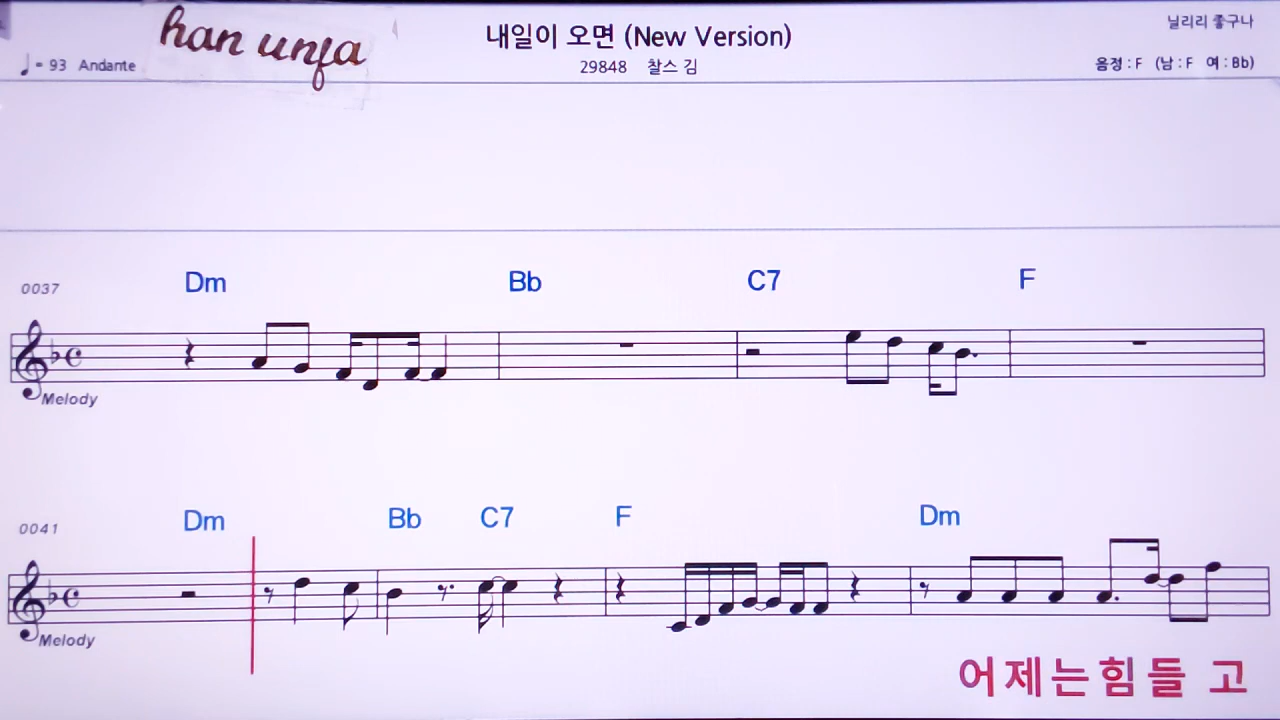 han unfa
내일이 오면 (New Version)
닐리리 좋구나
= 93 Andante
29848 찰스 김
음정 : F (남 : F 여 : Bb)
0037 Dm Bb C7 F
Melody
0041 Dm Bb C7 F Dm
Melody
어제는힘들 고